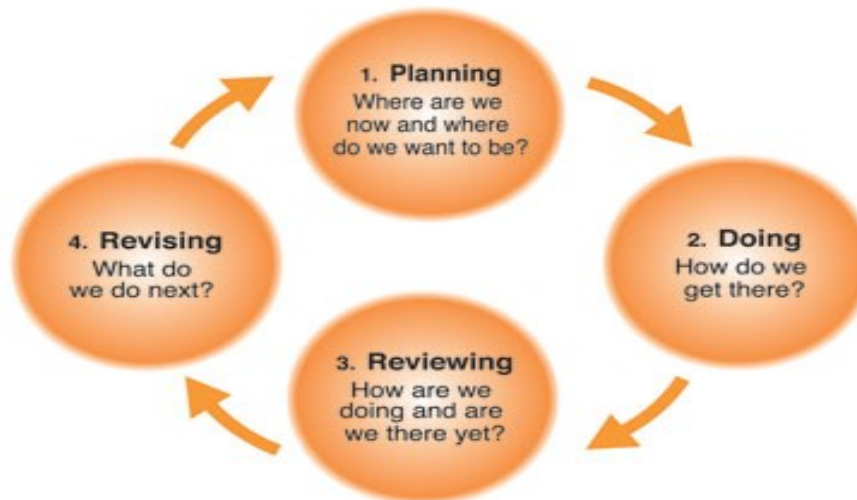 1. Planning
Where are we
now and where
do we want to be?
2. Doing
How do we
get there?
3. Reviewing
How are we
doing and are
we there yet?
4. Revising
What do
we do next?